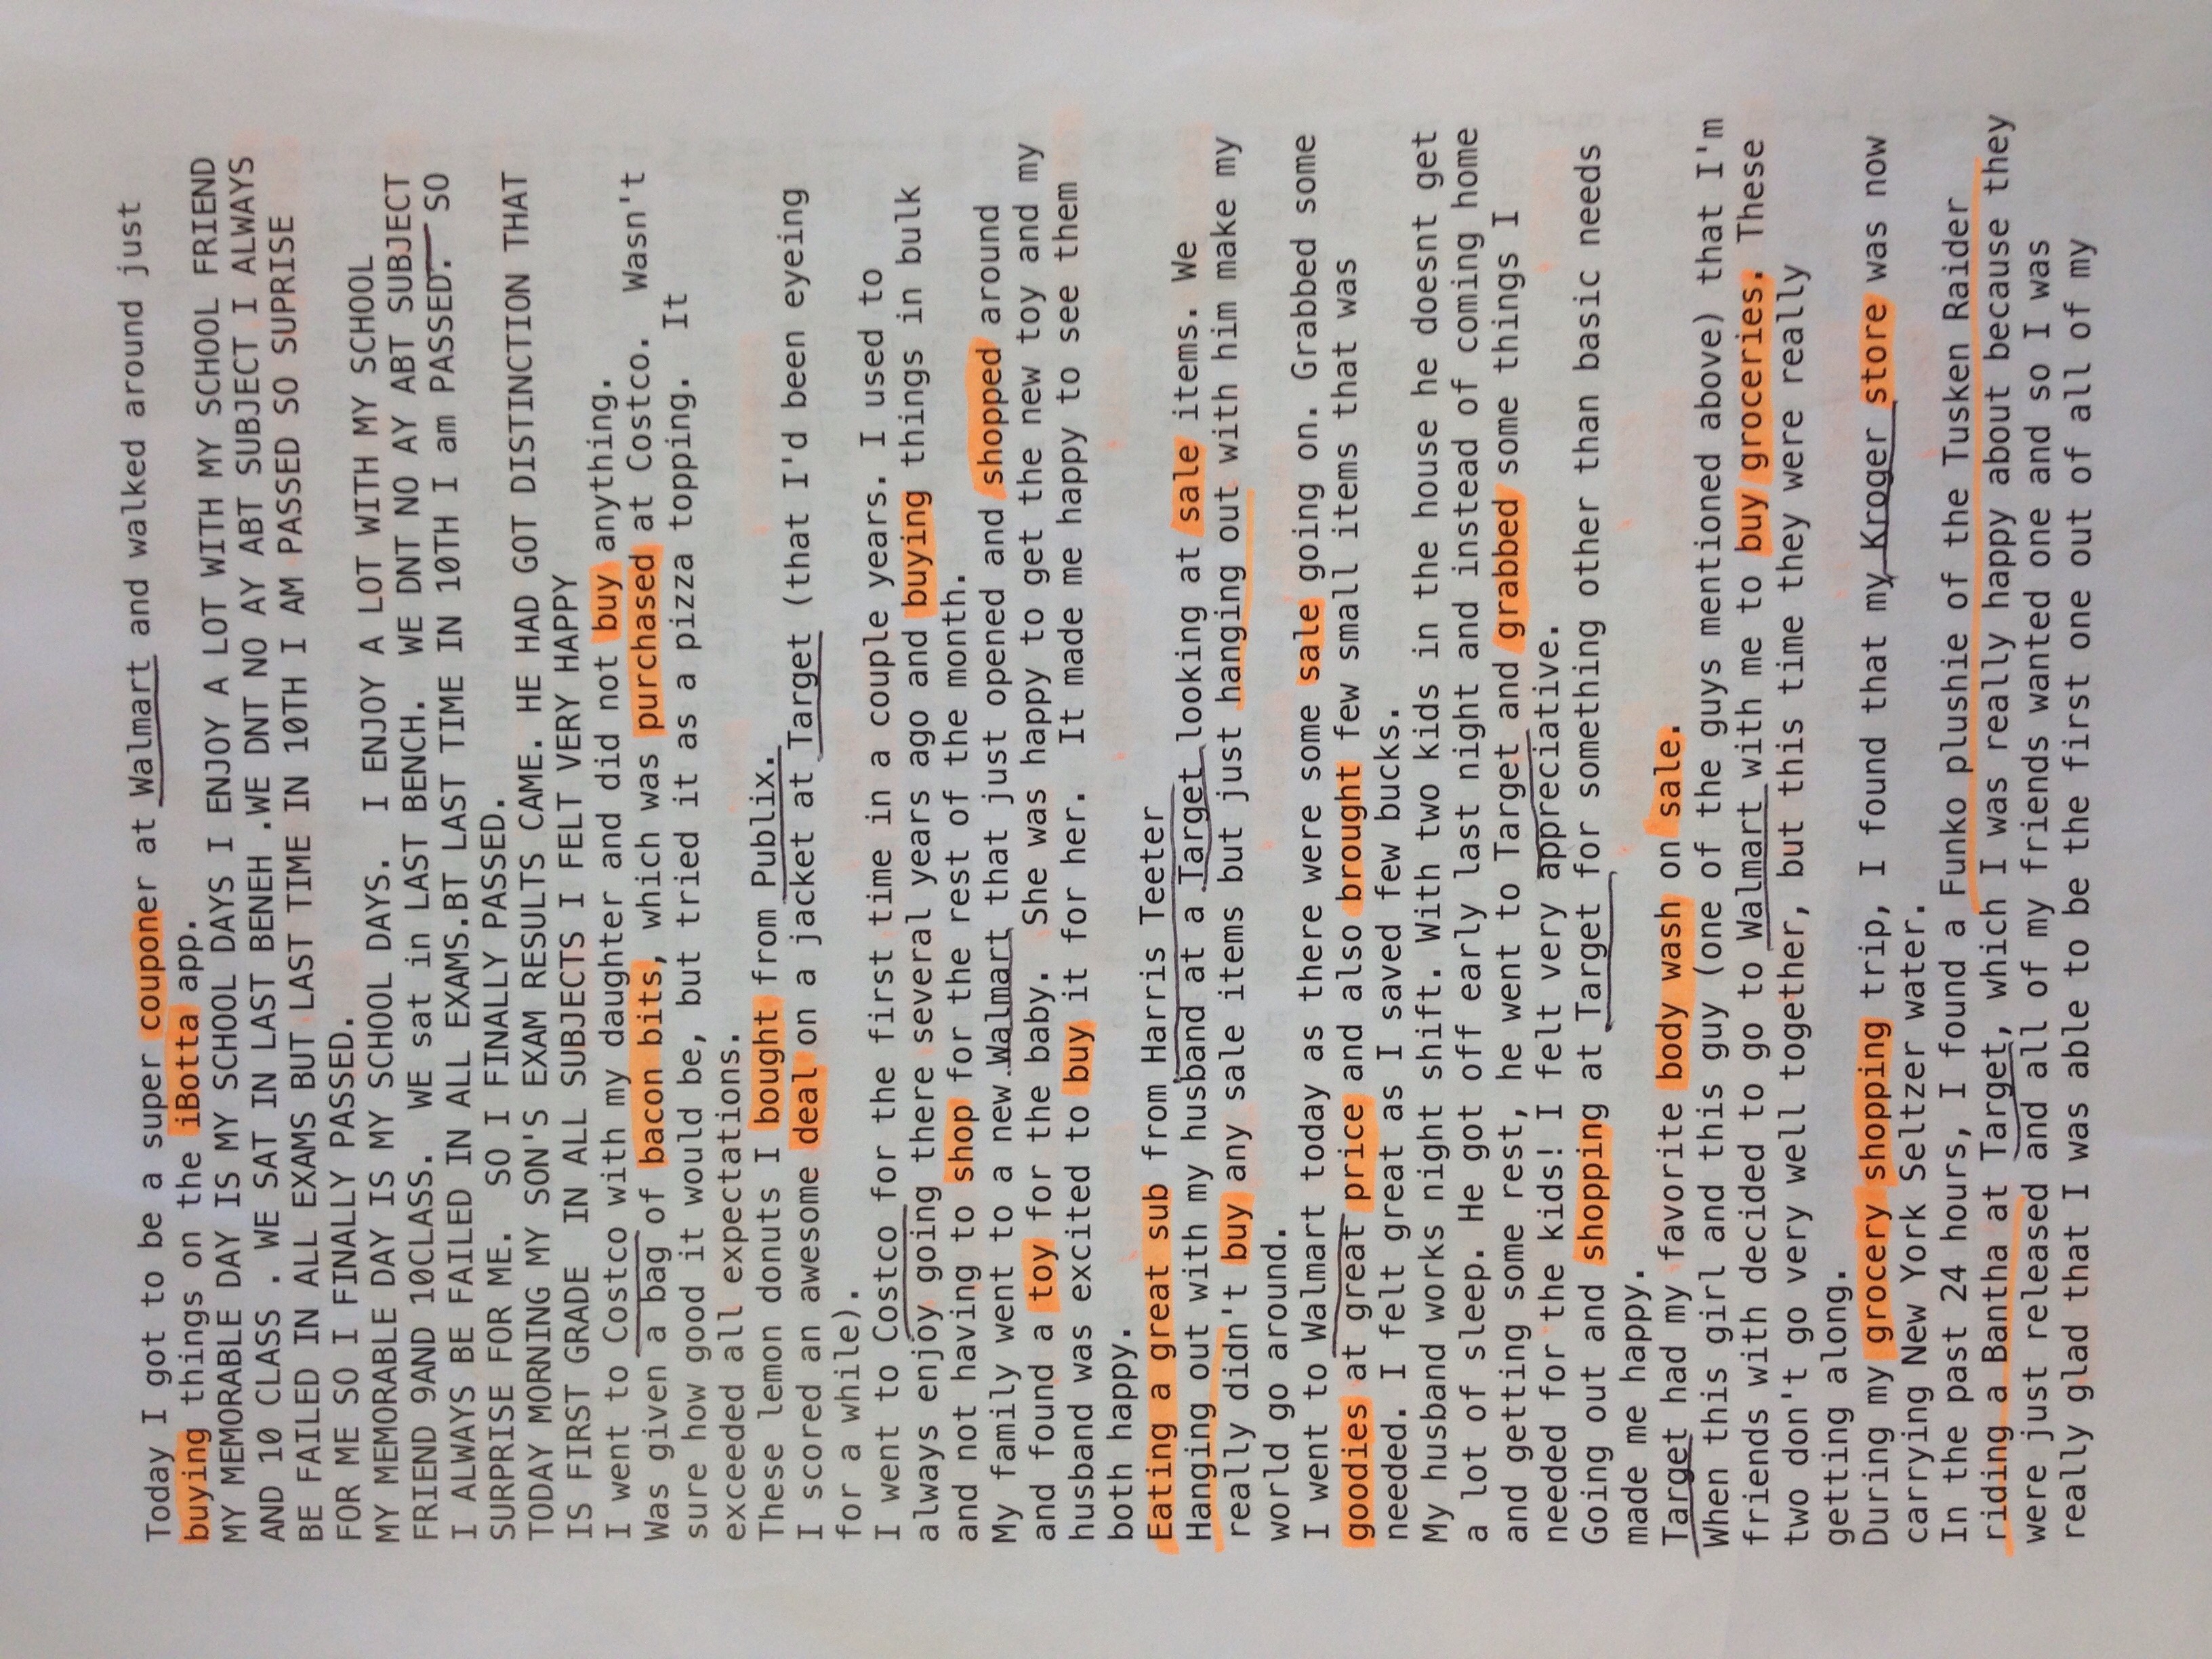 Today I got to be a super couponer at Walmart and walked around just
buying things on the iBotta app.
MY MEMORABLE DAY IS MY SCHOOL DAYS I ENJOY A LOT WITH MY SCHOOL FRIEND
AND 10 CLASS . WE SAT IN LAST BENEH .WE DNT NO AY ABT SUBJECT I ALWAYS
BE FAILED IN ALL EXAMS BUT LAST TIME IN 10TH I AM PASSED SO SUPRISE
FOR ME SO I FINALLY PASSED.
MY MEMORABLE DAY IS MY SCHOOL DAYS.  I ENJOY A LOT WITH MY SCHOOL
FRIEND 9AND 10CLASS.  WE sat in LAST BENCH.  WE DNT NO AY ABT SUBJECT
I ALWAYS BE FAILED IN ALL EXAMS.BT LAST TIME IN 10TH I am PASSED.  SO
SURPRISE FOR ME.  SO I FINALLY PASSED.
TODAY MORNING MY SON'S EXAM RESULTS CAME. HE HAD GOT DISTINCTION THAT
IS FIRST GRADE  IN ALL SUBJECTS I FELT VERY HAPPY
I went to Costco with my daughter and did not buy anything.
Was given a bag of bacon bits, which was purchased at Costco.  Wasn't
sure how good it would be, but tried it as a pizza topping.  It
exceeded all expectations.
These lemon donuts I bought from Publix.
I scored an awesome deal on a jacket at Target (that I'd been eyeing
for a while).
I went to Costco for the first time in a couple years. I used to
always enjoy going there several years ago and buying things in bulk
and not having to shop for the rest of the month.
My family went to a new Walmart that just opened and shopped around
and found a toy for the baby.  She was happy to get the new toy and my
husband was excited to buy it for her.  It made me happy to see them
both happy.
Eating a great sub from Harris Teeter
Hanging out with my husband at a Target looking at sale items. We
really didn't buy any sale items but just hanging out with him make my
world go around.
I went to Walmart today as there were some sale going on. Grabbed some
goodies at great price and also brought few small items that was
needed. I felt great as I saved few bucks.
My husband works night shift. With two kids in the house he doesnt get
a lot of sleep. He got off early last night and instead of coming home
and getting some rest, he went to Target and grabbed some things I
needed for the kids! I felt very appreciative.
Going out and shopping at Target for something other than basic needs
made me happy.
Target had my favorite body wash on sale.
When this girl and this guy (one of the guys mentioned above) that I'm
friends with decided to go to Walmart with me to buy groceries. These
two don't go very well together, but this time they were really
getting along.
During my grocery shopping trip, I found that my Kroger store was now
carrying New York Seltzer water.
In the past 24 hours, I found a Funko plushie of the Tusken Raider
riding a Bantha at Target, which I was really happy about because they
were just released and all of my friends wanted one and so I was
really glad that I was able to be the first one out of all of my